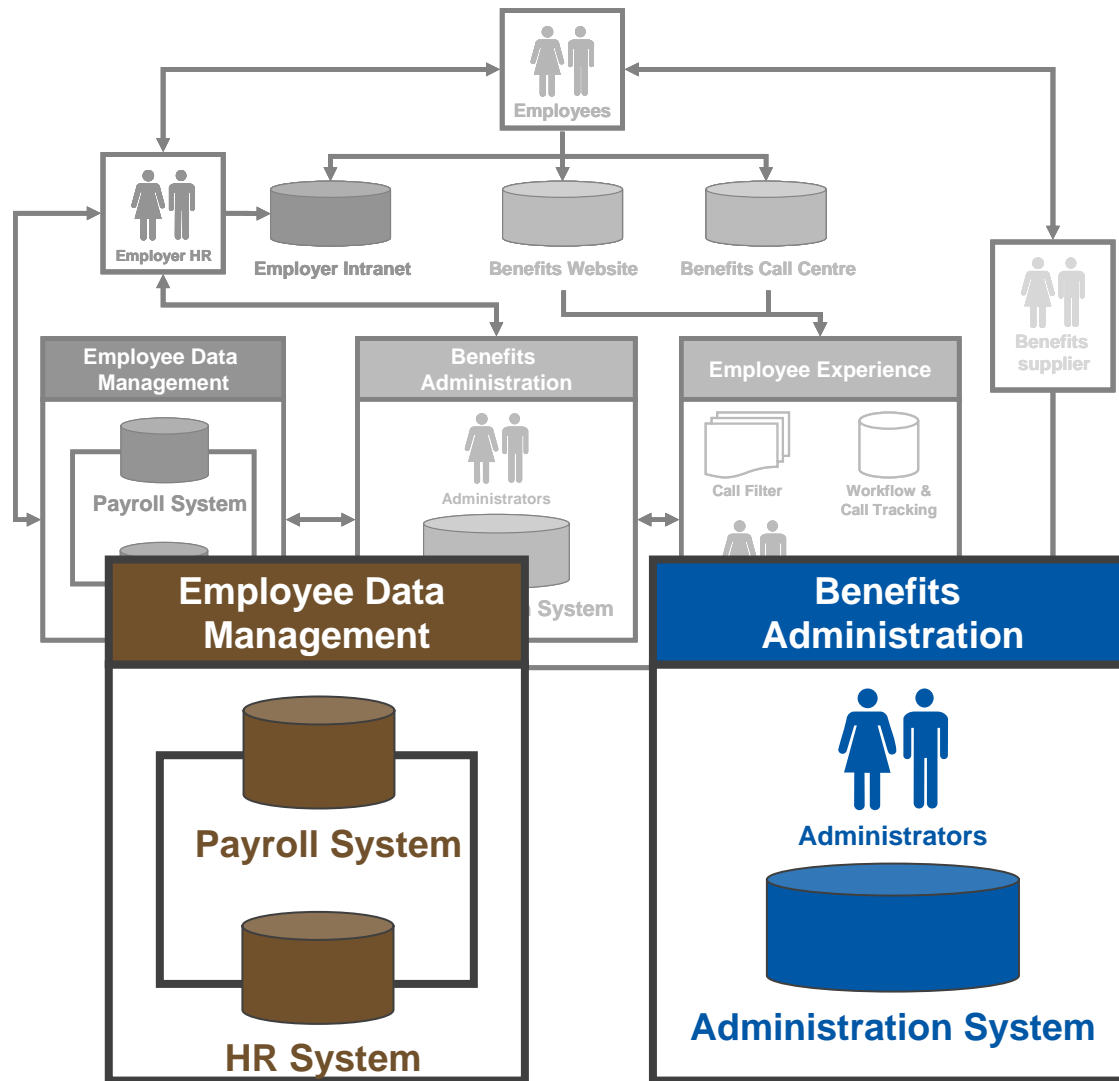 Employees
Employer HR
Employer Intranet
Benefits Website
Benefits Call Centre
Benefits
supplier
Employee Data
Management
Payroll System
Benefits
Administration
Administrators
System
Employee Experience
Call Filter
Workflow &
Call Tracking
Employee Data
Management
Payroll System
HR System
Benefits
Administration
Administrators
Administration System